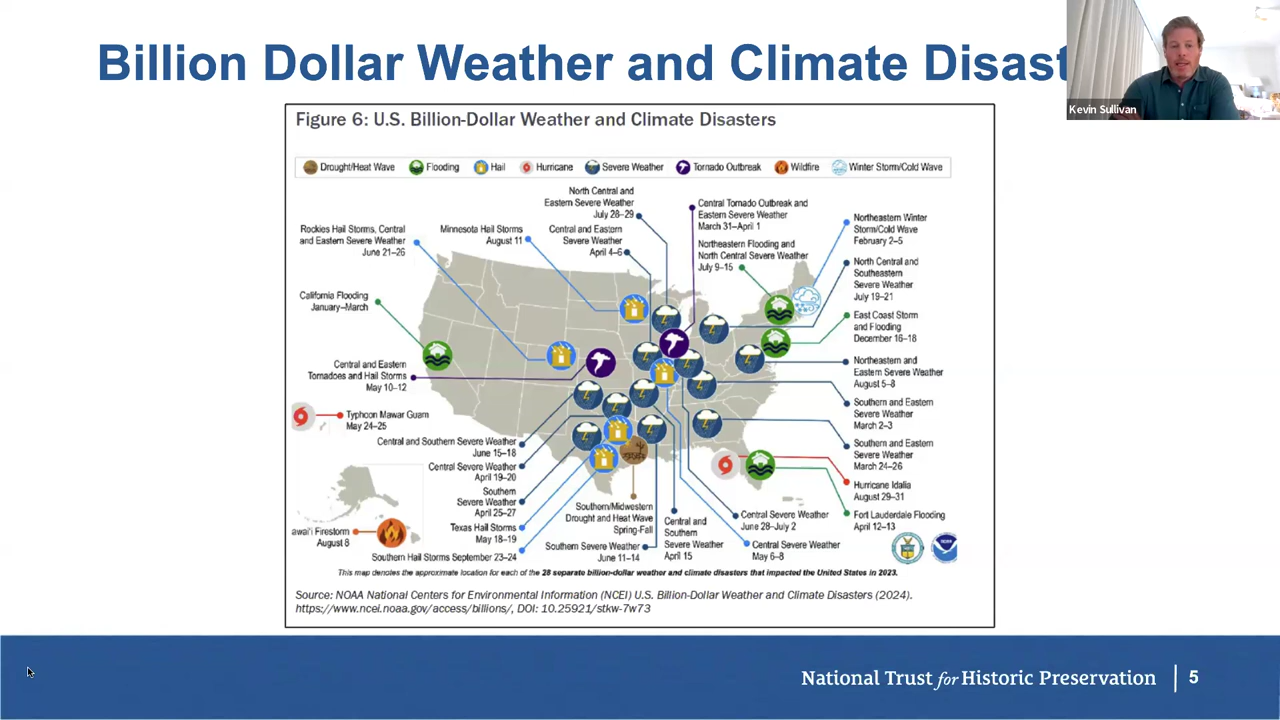 Billion Dollar Weather and Climate Disast
Kevin Sullivan
Figure 6: U.S. Billion-Dollar Weather and Climate Disasters
Drought/Heat Wave Flooding Hail Hurricane Severe Weather Tornado Outbreak Wildfire Winter Storm/Cold Wave
North Central and
Eastern Severe Weather
July 28–29
Central Tornado Outbreak and
Eastern Severe Weather
March 31–April 1
Northeastern Winter
Storm/Cold Wave
February 2–5
Rockies Hail Storms, Central
and Eastern Severe Weather
June 21–26
Minnesota Hail Storms
August 11
Central and Eastern
Severe Weather
April 4–6
Northeastern Flooding and
North Central Severe Weather
July 9–15
North Central and
Southeastern
Severe Weather
July 19–21
California Flooding
January–March
East Coast Storm
and Flooding
December 16–18
Central and Eastern
Tornadoes and Hail Storms
May 10–12
Northeastern and
Eastern Severe Weather
August 5–8
Typhoon Mawar Guam
May 24–25
Southern and Eastern
Severe Weather
March 2–3
Central and Southern Severe Weather
June 15–18
Southern and Eastern
Severe Weather
March 24–26
Central Severe Weather
April 19–20
Hurricane Idalia
August 29–31
Southern
Severe Weather
April 25–27
Fort Lauderdale Flooding
April 12–13
Texas Hail Storms
May 18–19
Southern/Midwestern
Drought and Heat Wave
Spring-Fall
Central and
Southern
Severe Weather
April 15
Central Severe Weather
June 28–July 2
awai'i Firestorm
August 8
Southern Hail Storms September 23–24
Southern Severe Weather
June 11–14
Central Severe Weather
May 6–8
This map denotes the approximate location for each of the 28 separate billion-dollar weather and climate disasters that impacted the United States in 2023.
Source: NOAA National Centers for Environmental Information (NCEI) U.S. Billion-Dollar Weather and Climate Disasters (2024).
https://www.ncei.noaa.gov/access/billions/, DOI: 10.25921/stkw-7w73
National Trust for Historic Preservation 5